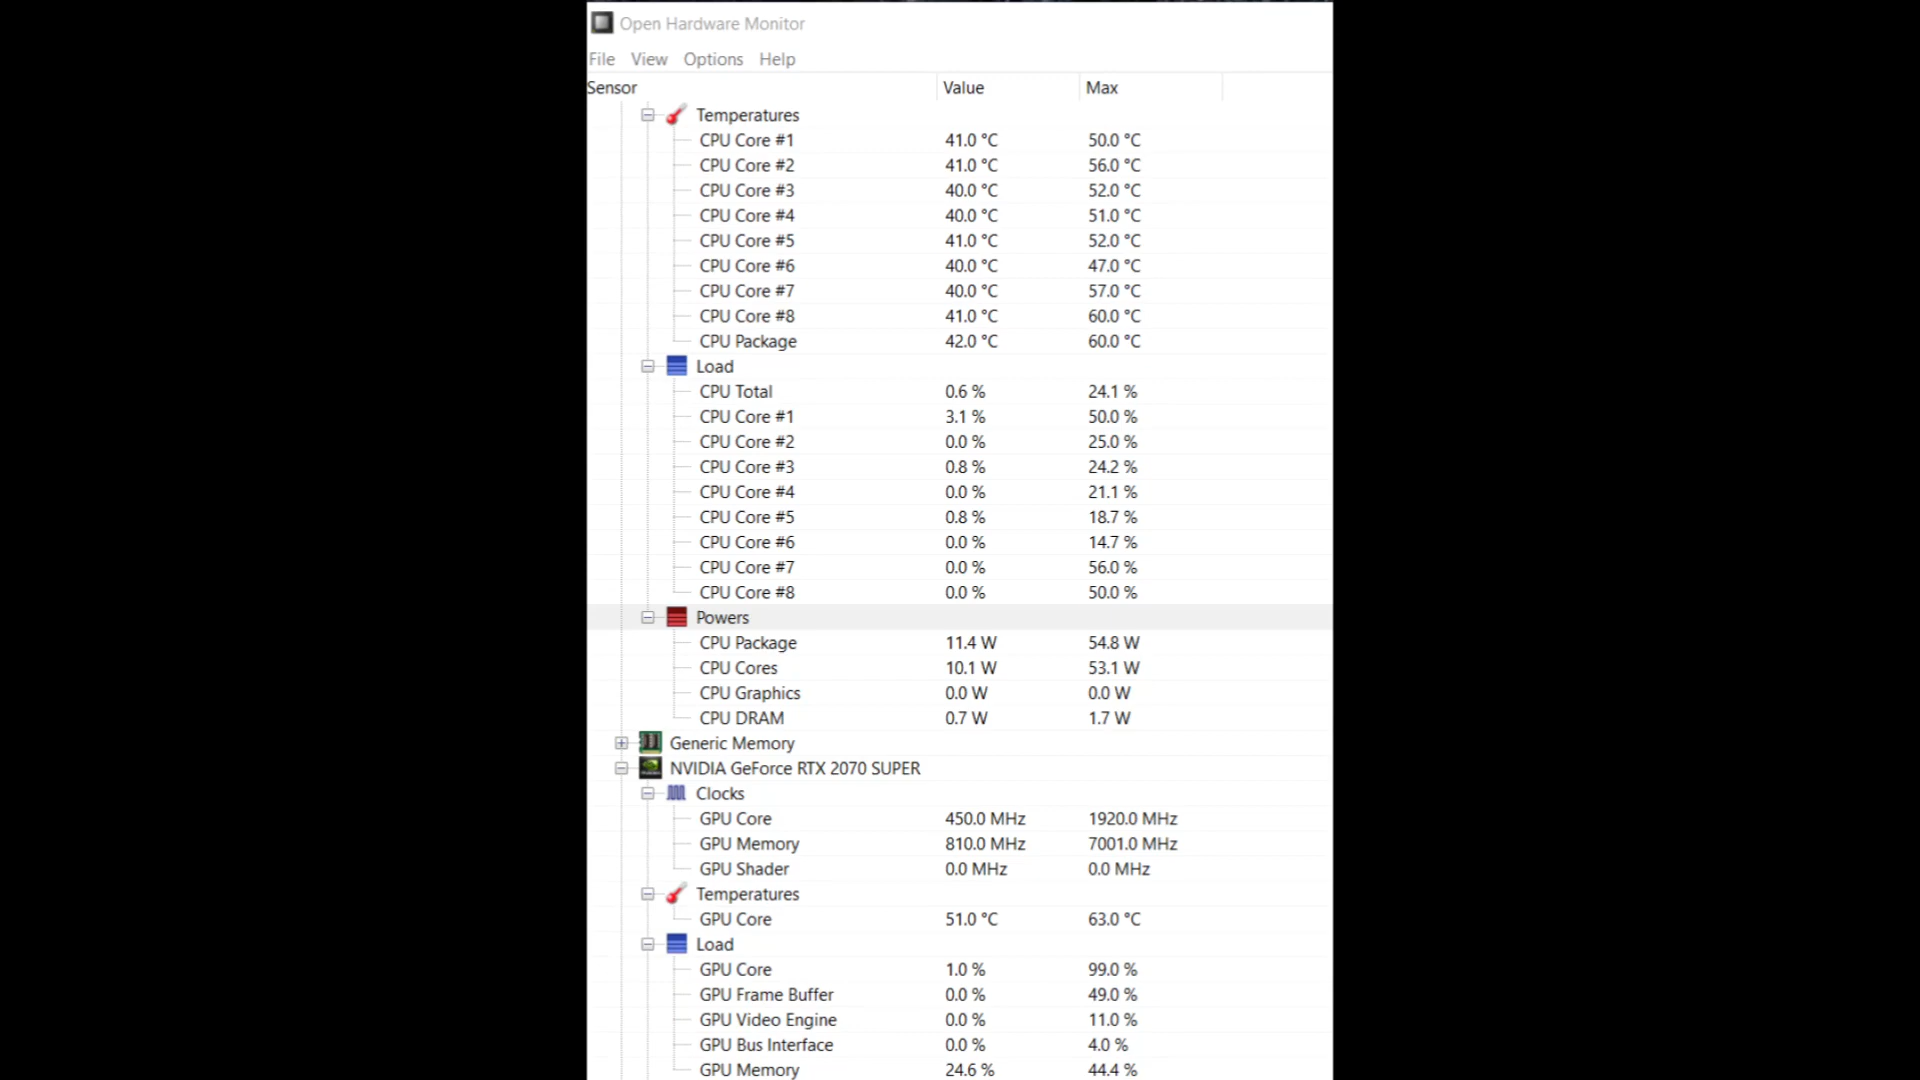 Open Hardware Monitor
File View Options Help
Sensor Value Max
Temperatures
CPU Core #1 41.0 °C 50.0 °C
CPU Core #2 41.0 °C 56.0 °C
CPU Core #3 40.0 °C 52.0 °C
CPU Core #4 40.0 °C 51.0 °C
CPU Core #5 41.0 °C 52.0 °C
CPU Core #6 40.0 °C 47.0 °C
CPU Core #7 40.0 °C 57.0 °C
CPU Core #8 41.0 °C 60.0 °C
CPU Package 42.0 °C 60.0 °C
Load
CPU Total 0.6 % 24.1 %
CPU Core #1 3.1 % 50.0 %
CPU Core #2 0.0 % 25.0 %
CPU Core #3 0.8 % 24.2 %
CPU Core #4 0.0 % 21.1 %
CPU Core #5 0.8 % 18.7 %
CPU Core #6 0.0 % 14.7 %
CPU Core #7 0.0 % 56.0 %
CPU Core #8 0.0 % 50.0 %
Powers
CPU Package 11.4 W 54.8 W
CPU Cores 10.1 W 53.1 W
CPU Graphics 0.0 W 0.0 W
CPU DRAM 0.7 W 1.7 W
Generic Memory
NVIDIA GeForce RTX 2070 SUPER
Clocks
GPU Core 450.0 MHz 1920.0 MHz
GPU Memory 810.0 MHz 7001.0 MHz
GPU Shader 0.0 MHz 0.0 MHz
Temperatures
GPU Core 51.0 °C 63.0 °C
Load
GPU Core 1.0 % 99.0 %
GPU Frame Buffer 0.0 % 49.0 %
GPU Video Engine 0.0 % 11.0 %
GPU Bus Interface 0.0 % 4.0 %
GPU Memory 24.6 % 44.4 %